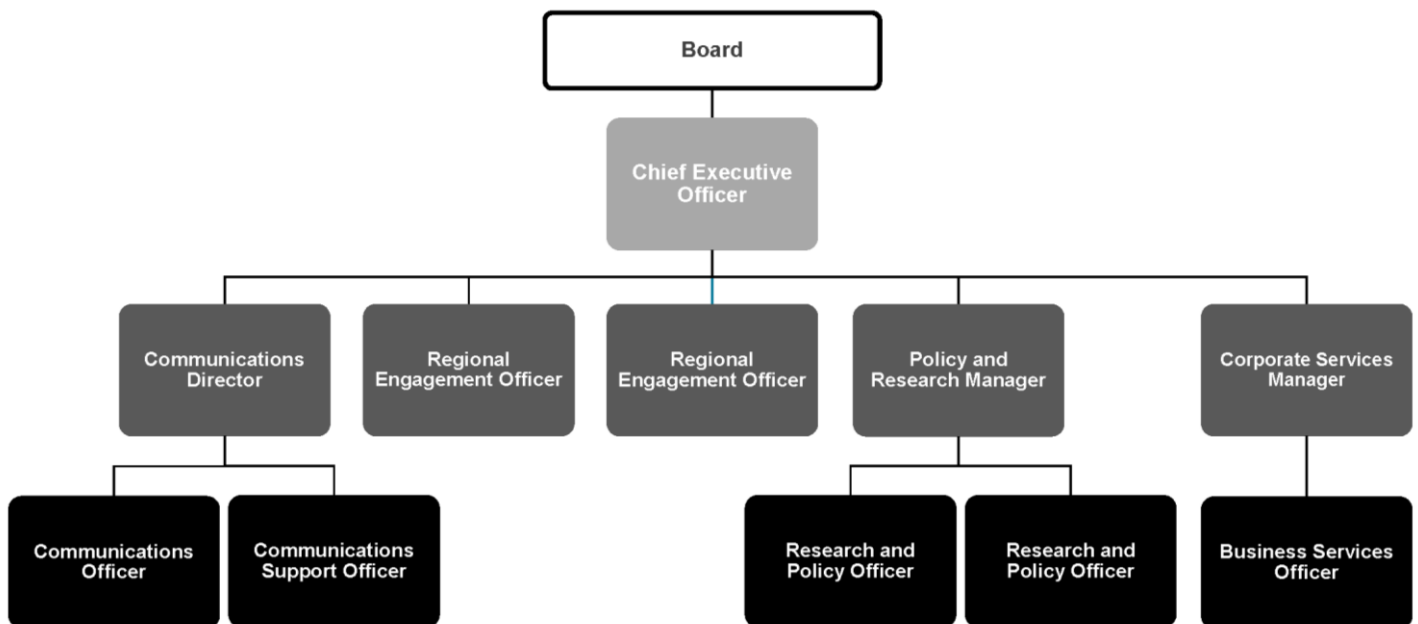 Board
Chief Executive
Officer
Communications
Director
Regional
Engagement Officer
Regional
Engagement Officer
Policy and
Research Manager
Corporate Services
Manager
Communications
Officer
Communications
Support Officer
Research and
Policy Officer
Research and
Policy Officer
Business Services
Officer